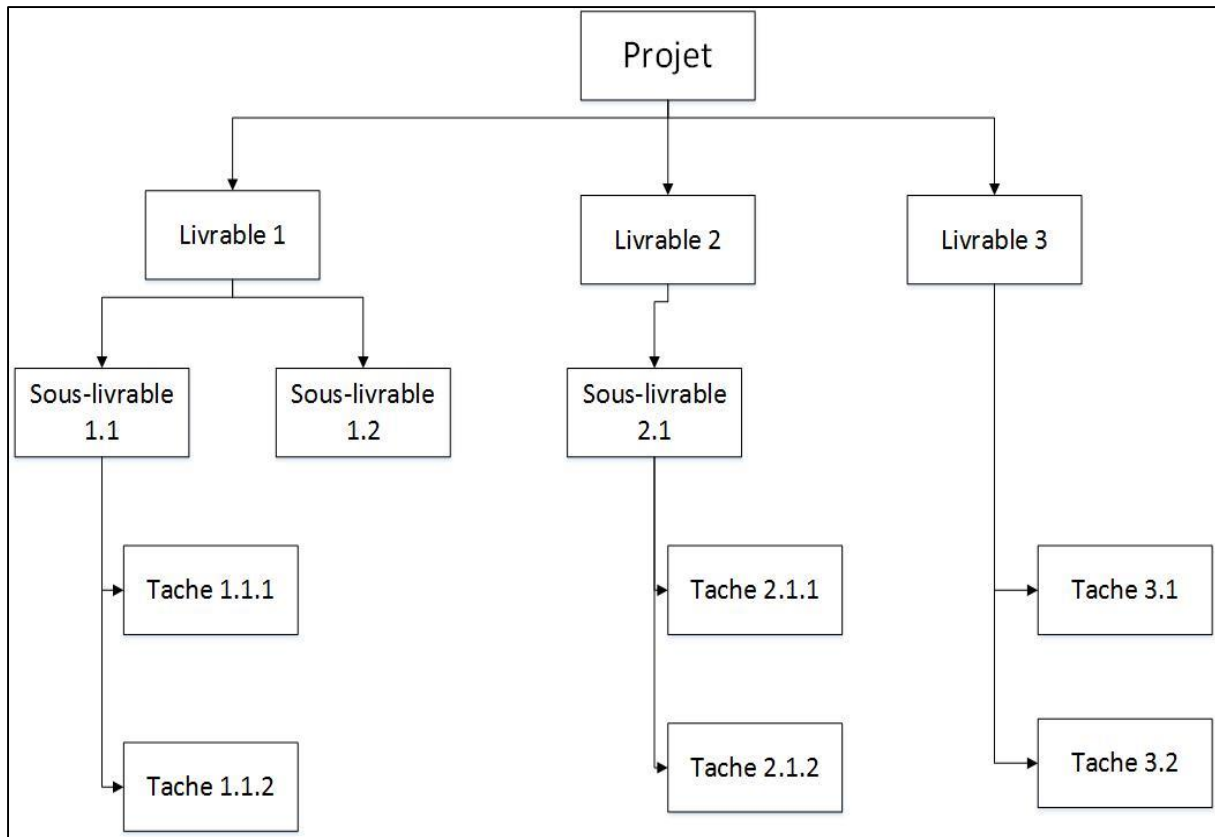 Projet
Livrable 1
Livrable 2
Livrable 3
Sous-livrable
1.1
Sous-livrable
1.2
Sous-livrable
2.1
Tache 1.1.1
Tache 2.1.1
Tache 3.1
Tache 1.1.2
Tache 2.1.2
Tache 3.2